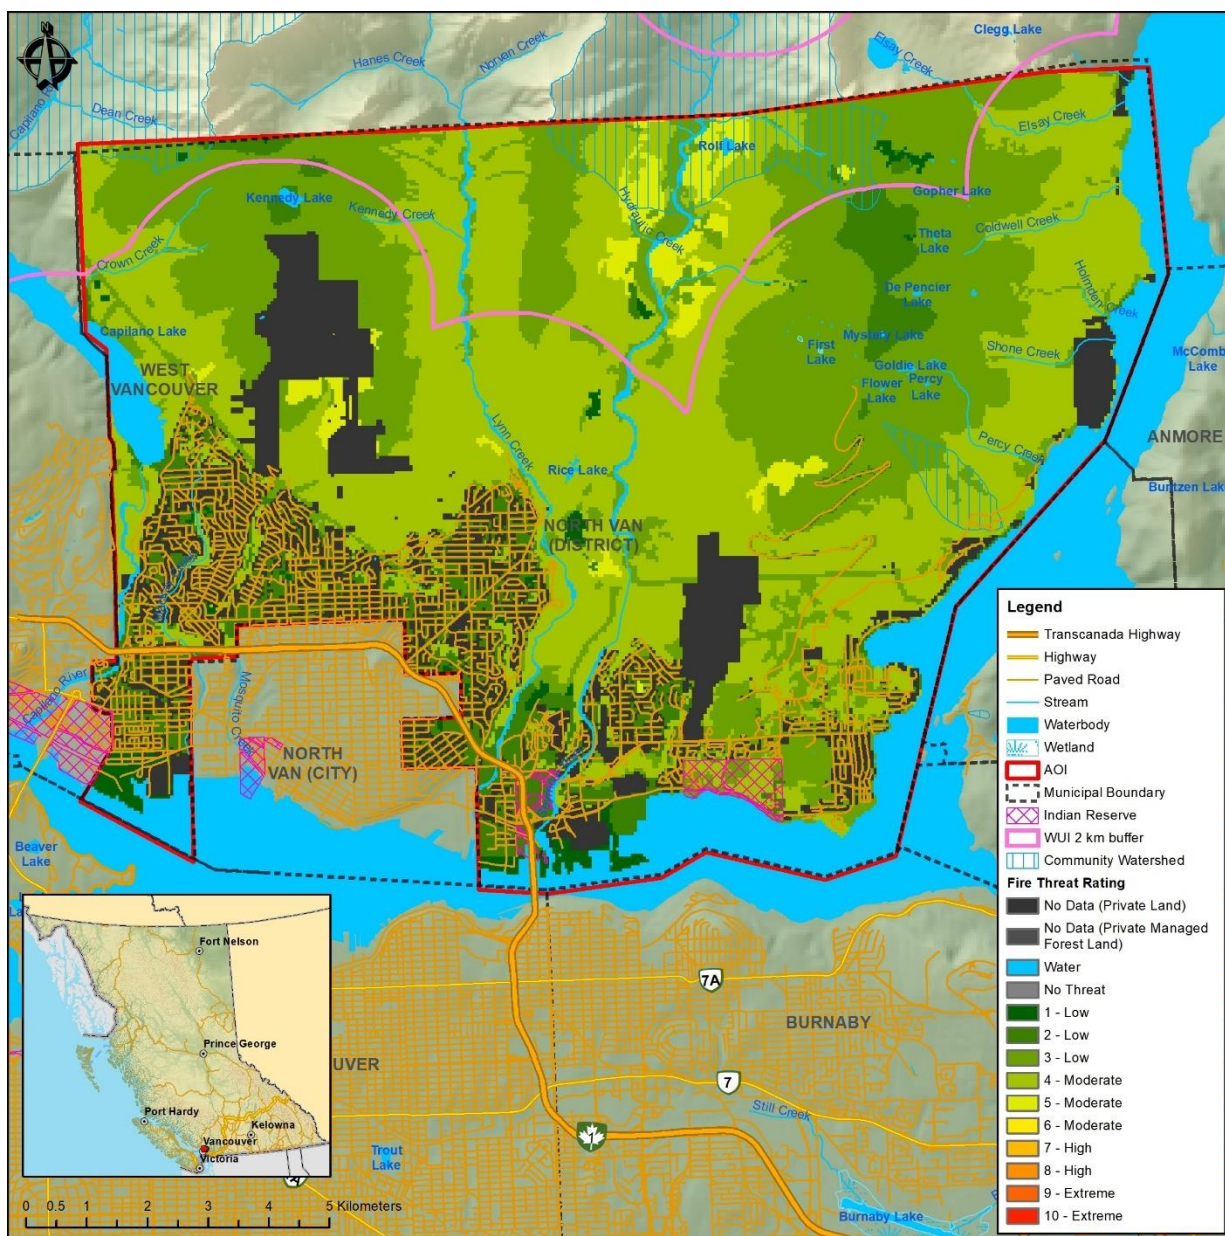 N
Clegg Lake
Elsay Creek
Norvan Creek
Hanes Creek
Dean Creek
Elsay Creek
Rolf Lake
Kennedy Lake
Kennedy Creek
Hydraulic Creek
Gopher Lake
Coldwell Creek
Theta
Lake
Crown Creek
De Pencier
Lake
Holmden Creek
Capilano Lake
Mystery Lake
First
Lake
Shone Creek
McComb
Lake
WEST
VANCOUVER
Goldie Lake
Flower
Lake
Percy
Lake
Lynn Creek
Percy Creek
ANMORE
Rice Lake
Buntzen Lake
NORTH VAN
(DISTRICT)
Capilano River
Mosquito Creek
NORTH
VAN (CITY)
Beaver
Lake
Legend
Transcanada Highway
Highway
Paved Road
Stream
Waterbody
Wetland
AOI
Municipal Boundary
Indian Reserve
WUI 2 km buffer
Community Watershed
Fire Threat Rating
No Data (Private Land)
No Data (Private Managed
Forest Land)
Water
No Threat
1 - Low
2 - Low
3 - Low
4 - Moderate
5 - Moderate
6 - Moderate
7 - High
8 - High
9 - Extreme
10 - Extreme
7A
BURNABY
UVER
7
Still Creek
1
Trout
Lake
Burnaby Lake
Fort Nelson
Prince George
Port Hardy
Kelowna
Vancouver
Victoria
0 0.5 1 2 3 4 5 Kilometers